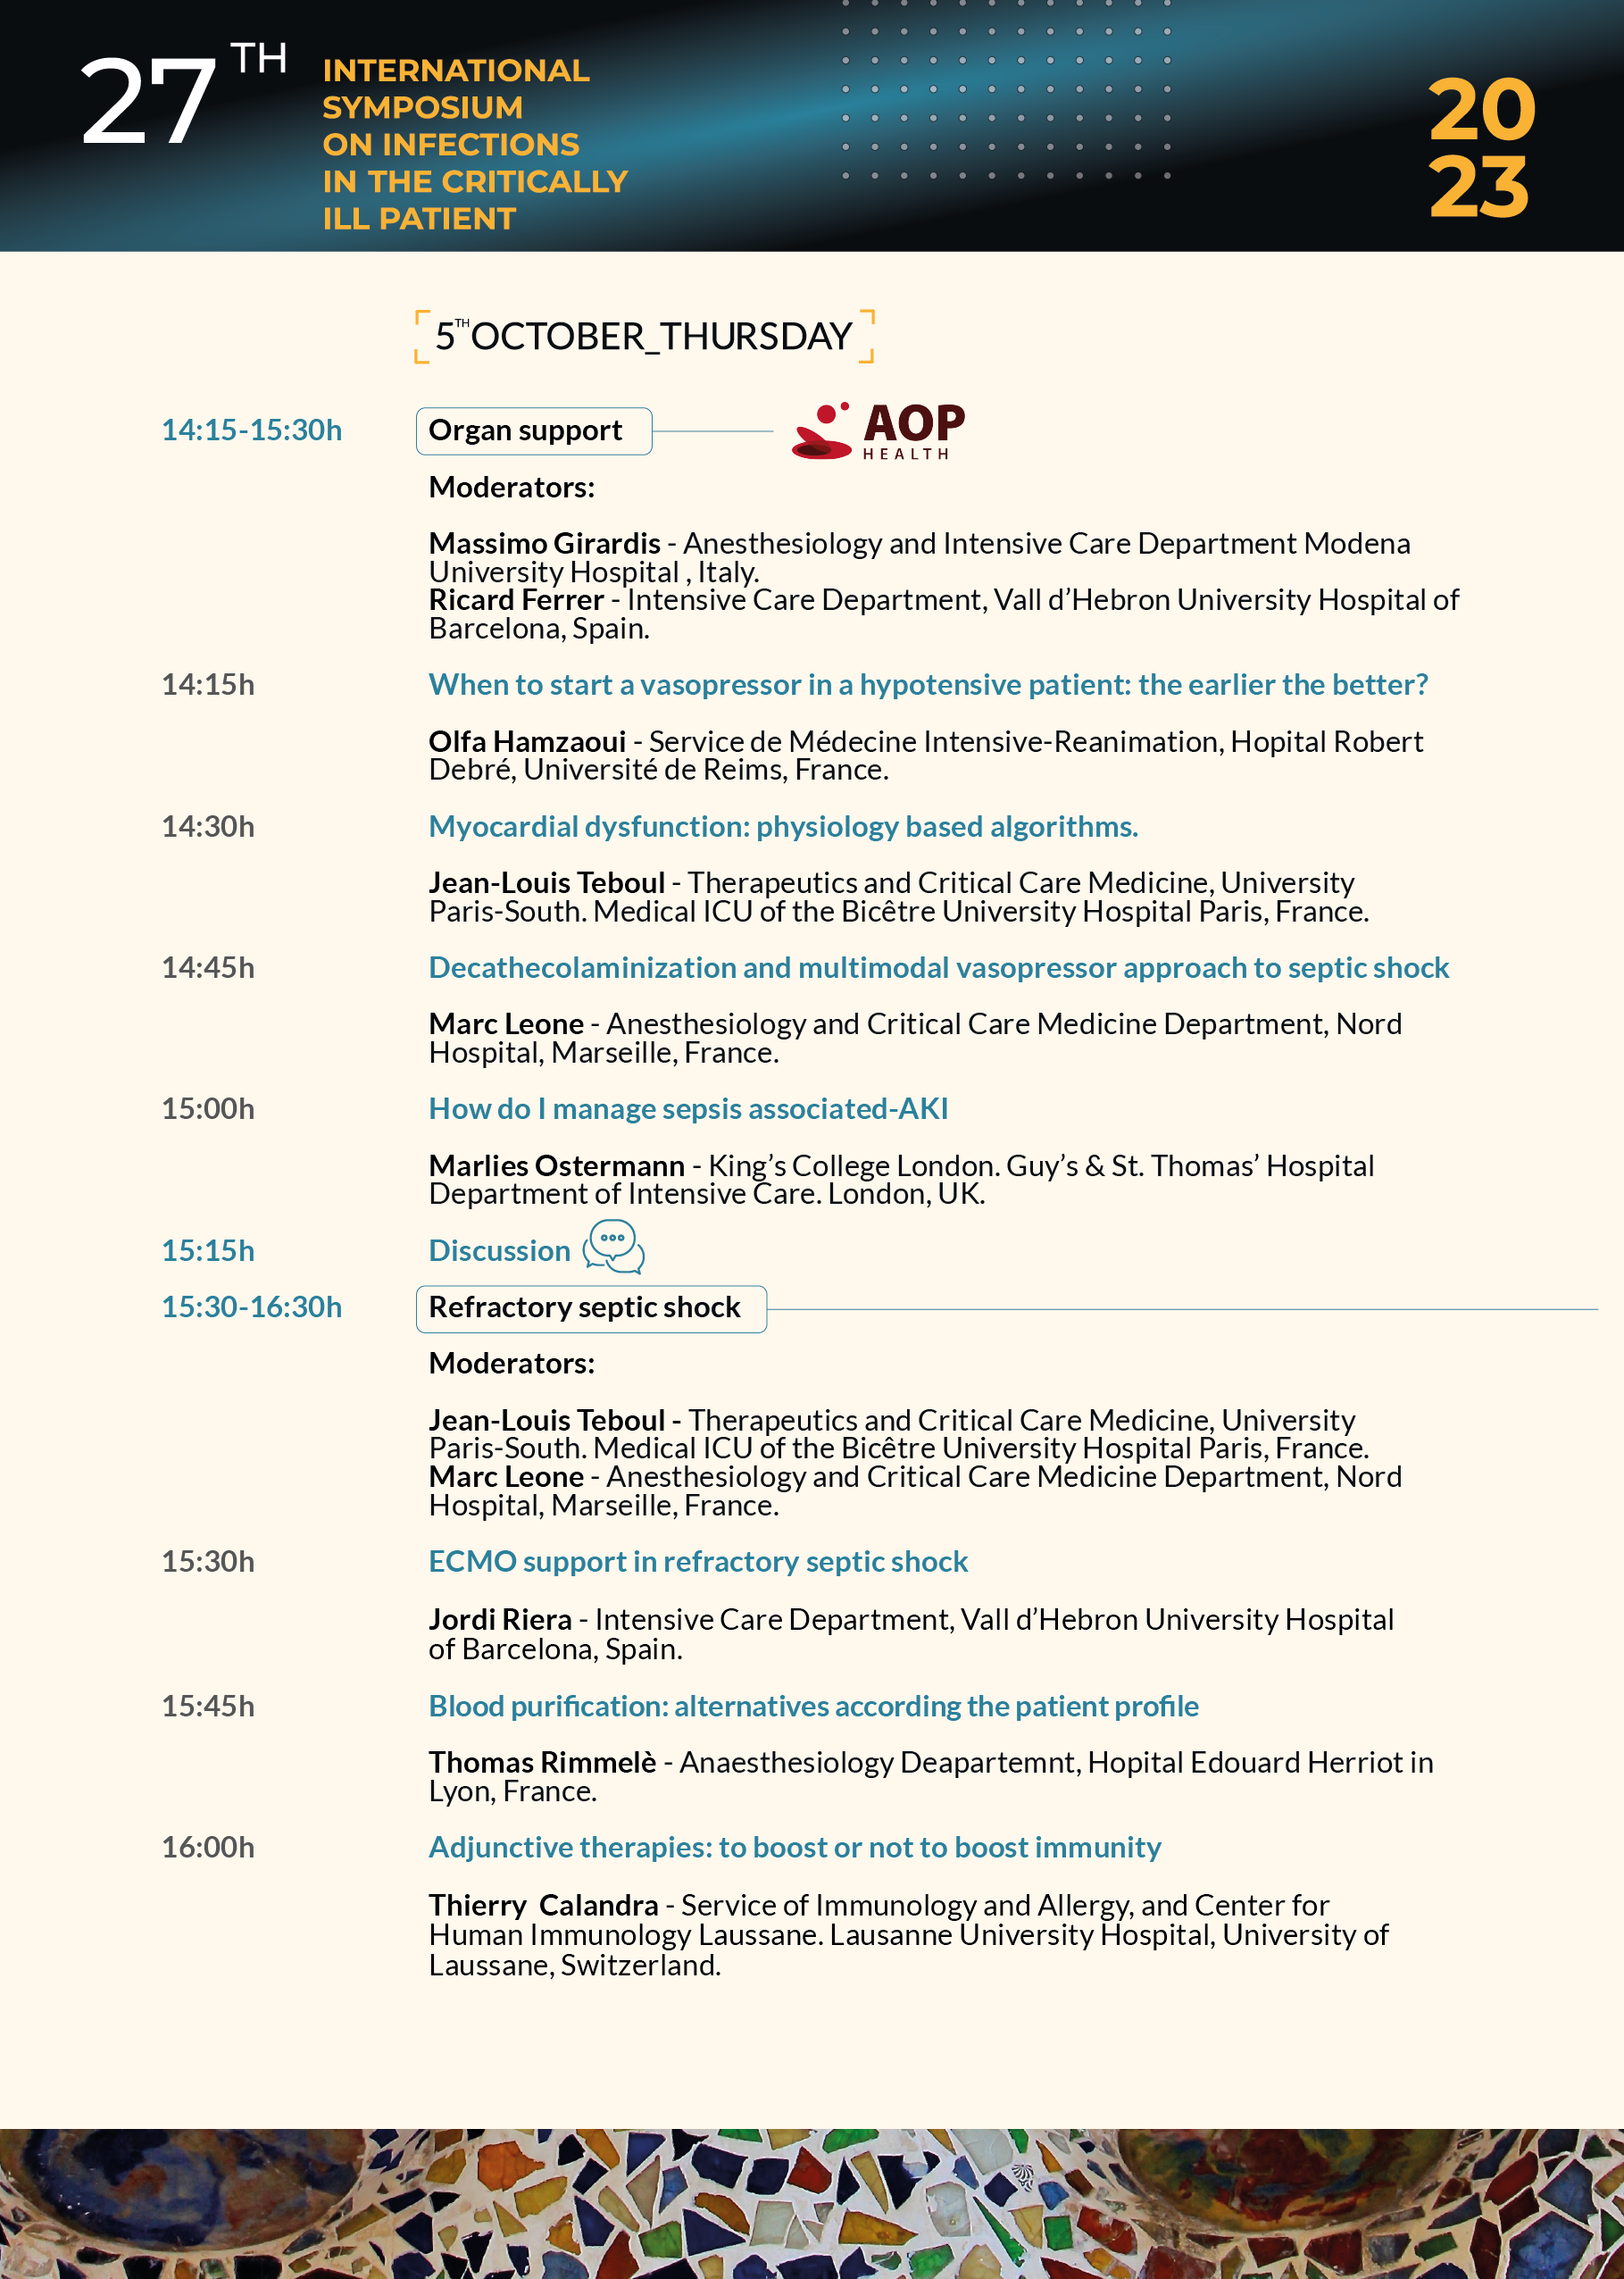 27TH
INTERNATIONAL
SYMPOSIUM
ON INFECTIONS
IN THE CRITICALLY
ILL PATIENT
20
23
5THOCTOBER_THURSDAY
14:15-15:30h Organ support AOP
HEALTH
Moderators:
Massimo Girardis - Anesthesiology and Intensive Care Department Modena
University Hospital , Italy.
Ricard Ferrer - Intensive Care Department, Vall d’Hebron University Hospital of
Barcelona, Spain.
14:15h When to start a vasopressor in a hypotensive patient: the earlier the better?
Olfa Hamzaoui - Service de Médecine Intensive-Reanimation, Hopital Robert
Debré, Université de Reims, France.
14:30h Myocardial dysfunction: physiology based algorithms.
Jean-Louis Teboul - Therapeutics and Critical Care Medicine, University
Paris-South. Medical ICU of the Bicêtre University Hospital Paris, France.
14:45h Decathecolaminization and multimodal vasopressor approach to septic shock
Marc Leone - Anesthesiology and Critical Care Medicine Department, Nord
Hospital, Marseille, France.
15:00h How do I manage sepsis associated-AKI
Marlies Ostermann - King’s College London. Guy’s & St. Thomas’ Hospital
Department of Intensive Care. London, UK.
15:15h Discussion
15:30-16:30h Refractory septic shock
Moderators:
Jean-Louis Teboul - Therapeutics and Critical Care Medicine, University
Paris-South. Medical ICU of the Bicêtre University Hospital Paris, France.
Marc Leone - Anesthesiology and Critical Care Medicine Department, Nord
Hospital, Marseille, France.
15:30h ECMO support in refractory septic shock
Jordi Riera - Intensive Care Department, Vall d’Hebron University Hospital
of Barcelona, Spain.
15:45h Blood purification: alternatives according the patient profile
Thomas Rimmelè - Anaesthesiology Deapartemnt, Hopital Edouard Herriot in
Lyon, France.
16:00h Adjunctive therapies: to boost or not to boost immunity
Thierry  Calandra - Service of Immunology and Allergy, and Center for
Human Immunology Laussane. Lausanne University Hospital, University of
Laussane, Switzerland.